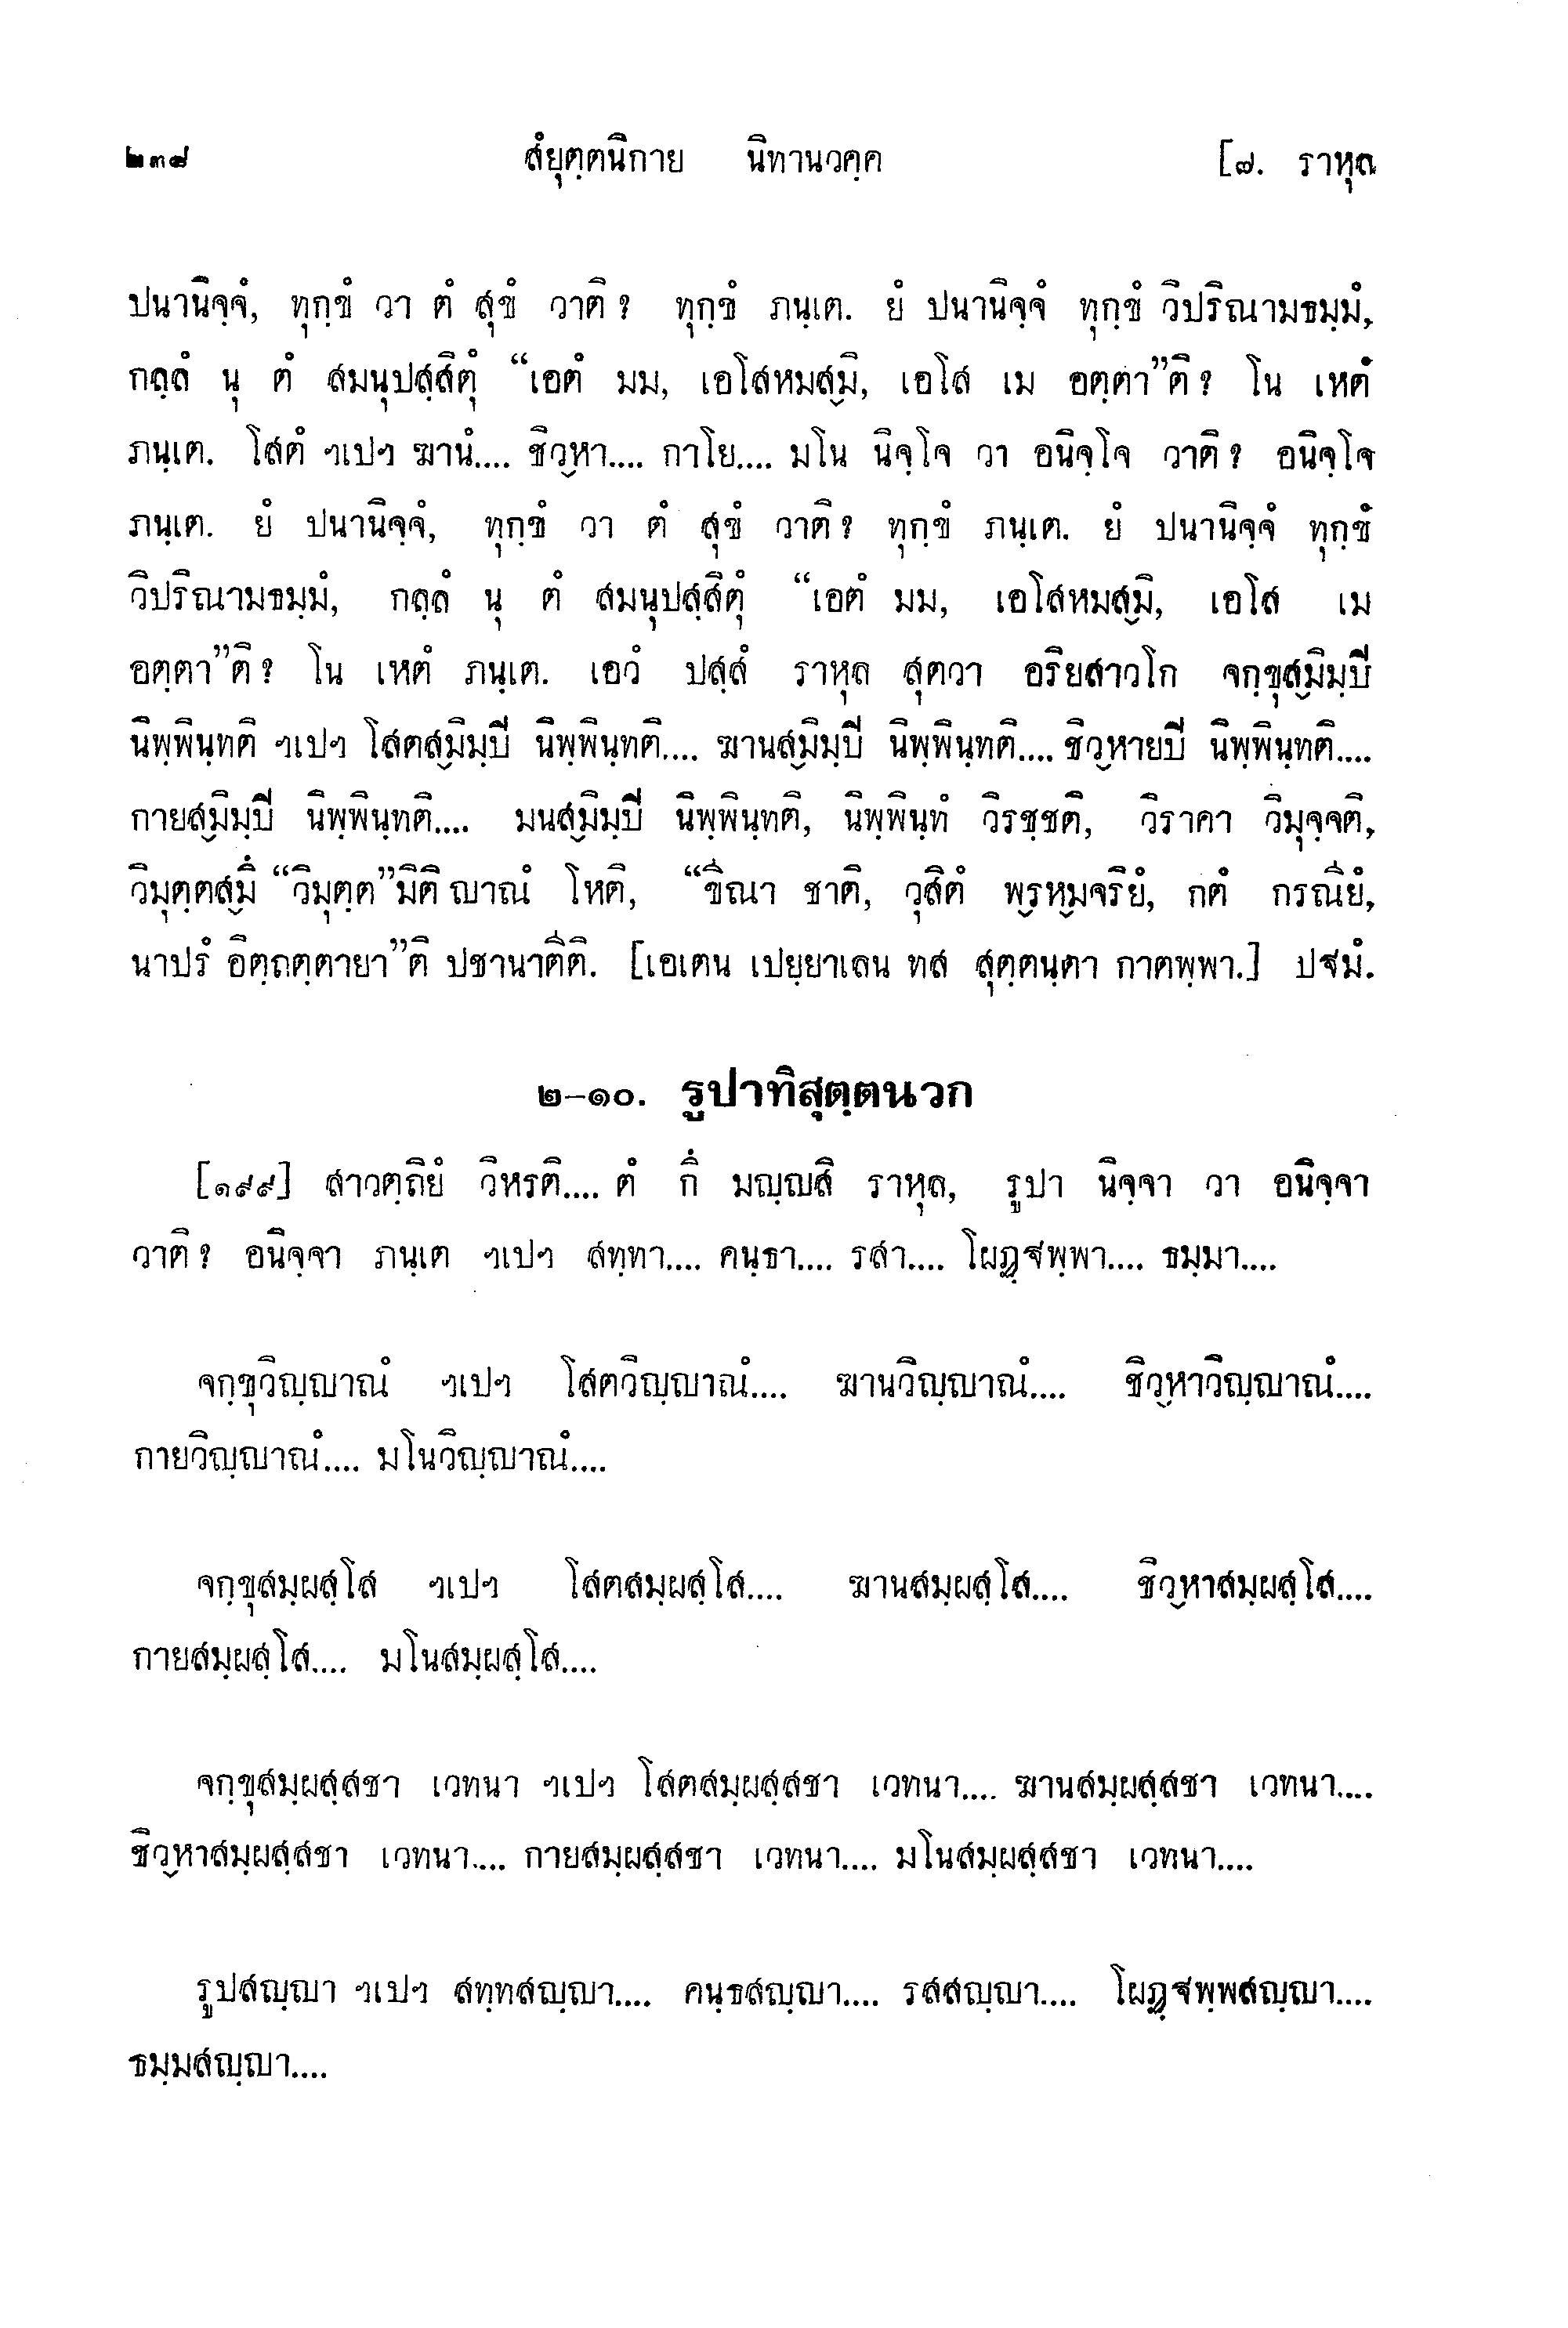 ๒๓๘ สํยุตฺตนิกาย นิทานวคฺค [๗. ราหุล
ปนานิจฺจํ, ทุกฺขํ วา ตํ สุขํ วาติ? ทุกฺขํ ภนฺเต. ยํ ปนานิจฺจํ ทุกฺขํ วิปริณามธมฺมํ,
กลฺลํ นุ ตํ สมนุปสฺสิตุํ “เอตํ มม, เอโสหมสฺมิ, เอโส เม อตฺตา”ติ? โน เหตํ
ภนฺเต. โสตํ ฯเปฯ ฆานํ.... ชิวฺหา.... กาโย.... มโน นิจฺโจ วา อนิจฺโจ วาติ? อนิจฺโจ
ภนฺเต. ยํ ปนานิจฺจํ, ทุกฺขํ วา ตํ สุขํ วาติ? ทุกฺขํ ภนฺเต. ยํ ปนานิจฺจํ ทุกฺขํ
วิปริณามธมฺมํ, กลฺลํ นุ ตํ สมนุปสฺสิตุํ “เอตํ มม, เอโสหมสฺมิ, เอโส เม
อตฺตา”ติ? โน เหตํ ภนฺเต. เอวํ ปสฺสํ ราหุล สุตวา อริยสาวโก จกฺขุสฺมิมฺปิ
นิพฺพินฺทติ ฯเปฯ โสตสฺมิมฺปิ นิพฺพินฺทติ.... ฆานสฺมิมฺปิ นิพฺพินฺทติ.... ชิวฺหายปิ นิพฺพินฺทติ....
กายสฺมิมฺปิ นิพฺพินฺทติ.... มนสฺมิมฺปิ นิพฺพินฺทติ, นิพฺพินฺทํ วิรชฺชติ, วิราคา วิมุจฺจติ,
วิมุตฺตสฺมิํ “วิมุตฺต”มิติ ญาณํ โหติ, “ขีณา ชาติ, วุสิตํ พฺรหฺมจริยํ, กตํ กรณียํ,
นาปรํ อิตฺถตฺตายา”ติ ปชานาตีติ. [เอเตน เปยฺยาเลน ทส สุตฺตนฺตา กาตพฺพา.] ปฐมํ.
๒–๑๐. รูปาทิสุตฺตนวก
[๑๙๙] สาวตฺถิยํ วิหรติ.... ตํ กิํ มญฺญสิ ราหุล, รูปา นิจฺจา วา อนิจฺจา
วาติ? อนิจฺจา ภนฺเต ฯเปฯ สทฺทา.... คนฺธา.... รสา.... โผฏฺฐพฺพา.... ธมฺมา....
จกฺขุวิญฺญาณํ ฯเปฯ โสตวิญฺญาณํ.... ฆานวิญฺญาณํ.... ชิวฺหาวิญฺญาณํ....
กายวิญฺญาณํ.... มโนวิญฺญาณํ....
จกฺขุสมฺผสฺโส ฯเปฯ โสตสมฺผสฺโส.... ฆานสมฺผสฺโส.... ชิวฺหาสมฺผสฺโส....
กายสมฺผสฺโส.... มโนสมฺผสฺโส....
จกฺขุสมฺผสฺสชา เวทนา ฯเปฯ โสตสมฺผสฺสชา เวทนา.... ฆานสมฺผสฺสชา เวทนา....
ชิวฺหาสมฺผสฺสชา เวทนา.... กายสมฺผสฺสชา เวทนา.... มโนสมฺผสฺสชา เวทนา....
รูปสญฺญา ฯเปฯ สทฺทสญฺญา.... คนฺธสญฺญา.... รสสญฺญา.... โผฏฺฐพฺพสญฺญา....
ธมฺมสญฺญา....